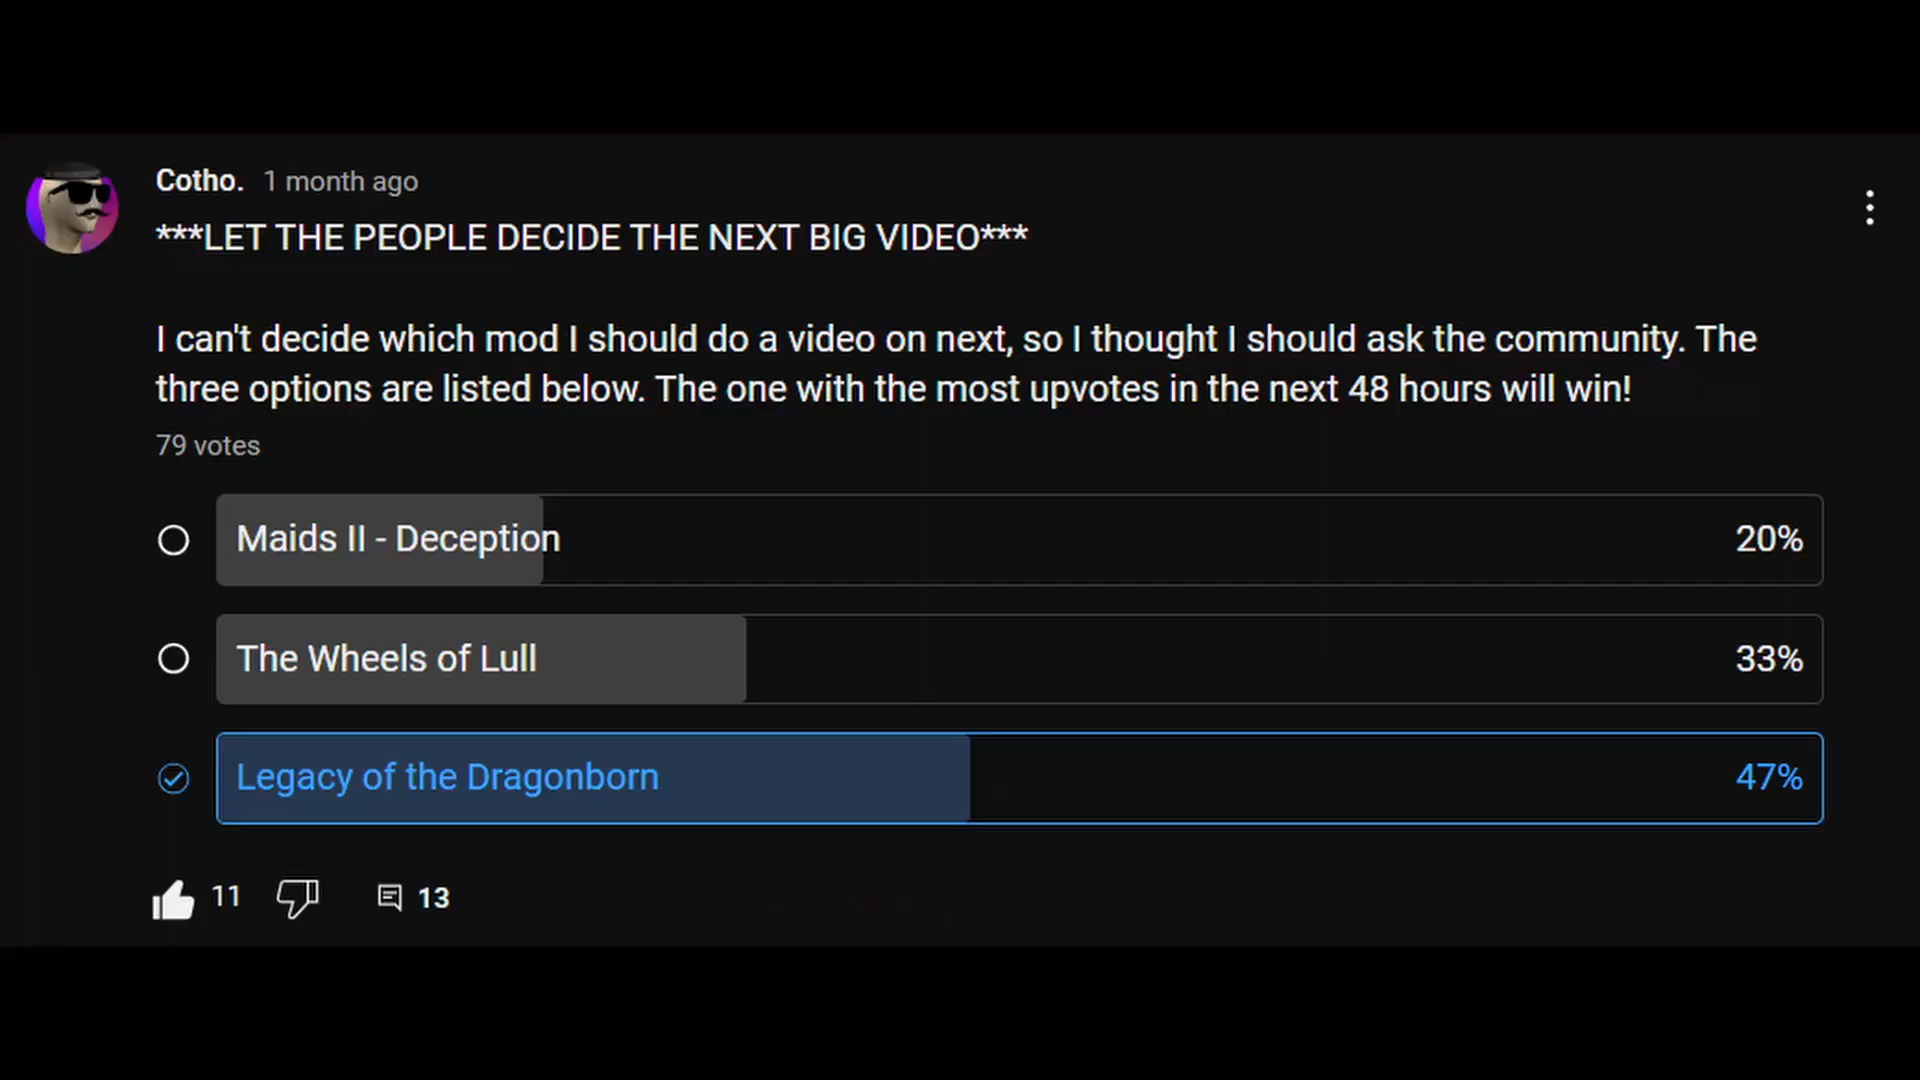 Cotho. 1 month ago
***LET THE PEOPLE DECIDE THE NEXT BIG VIDEO***
I can't decide which mod I should do a video on next, so I thought I should ask the community. The
three options are listed below. The one with the most upvotes in the next 48 hours will win!
79 votes
Maids II - Deception 20%
The Wheels of Lull 33%
Legacy of the Dragonborn 47%
11 13